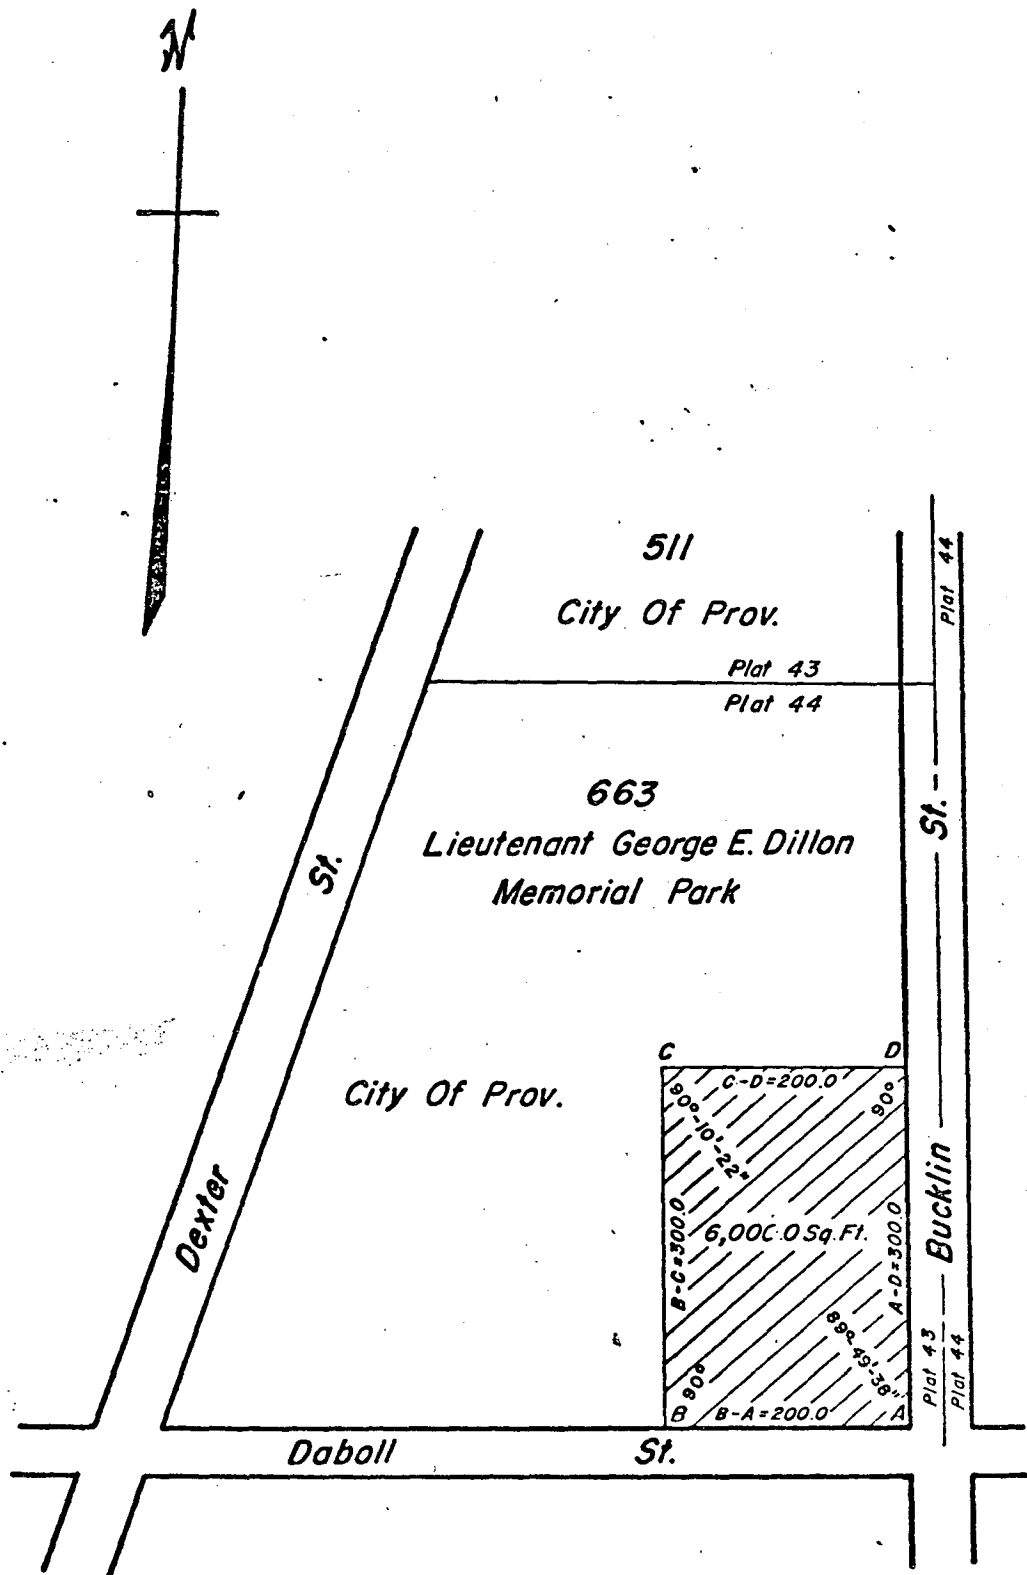 N
511
City Of Prov.
Plat 43
Plat 44
Plat 44
663
Lieutenant George E. Dillon
Memorial Park
City Of Prov.
Dexter St.
Bucklin St.
C
D
C-D=200.0
90°-10'-22"
90°
B-C=300.0
6,000.0 Sq.Ft.
A-D=300.0
89°-49'-38"
90°
B
B-A=200.0
A
Plat 43
Plat 44
Daboll St.